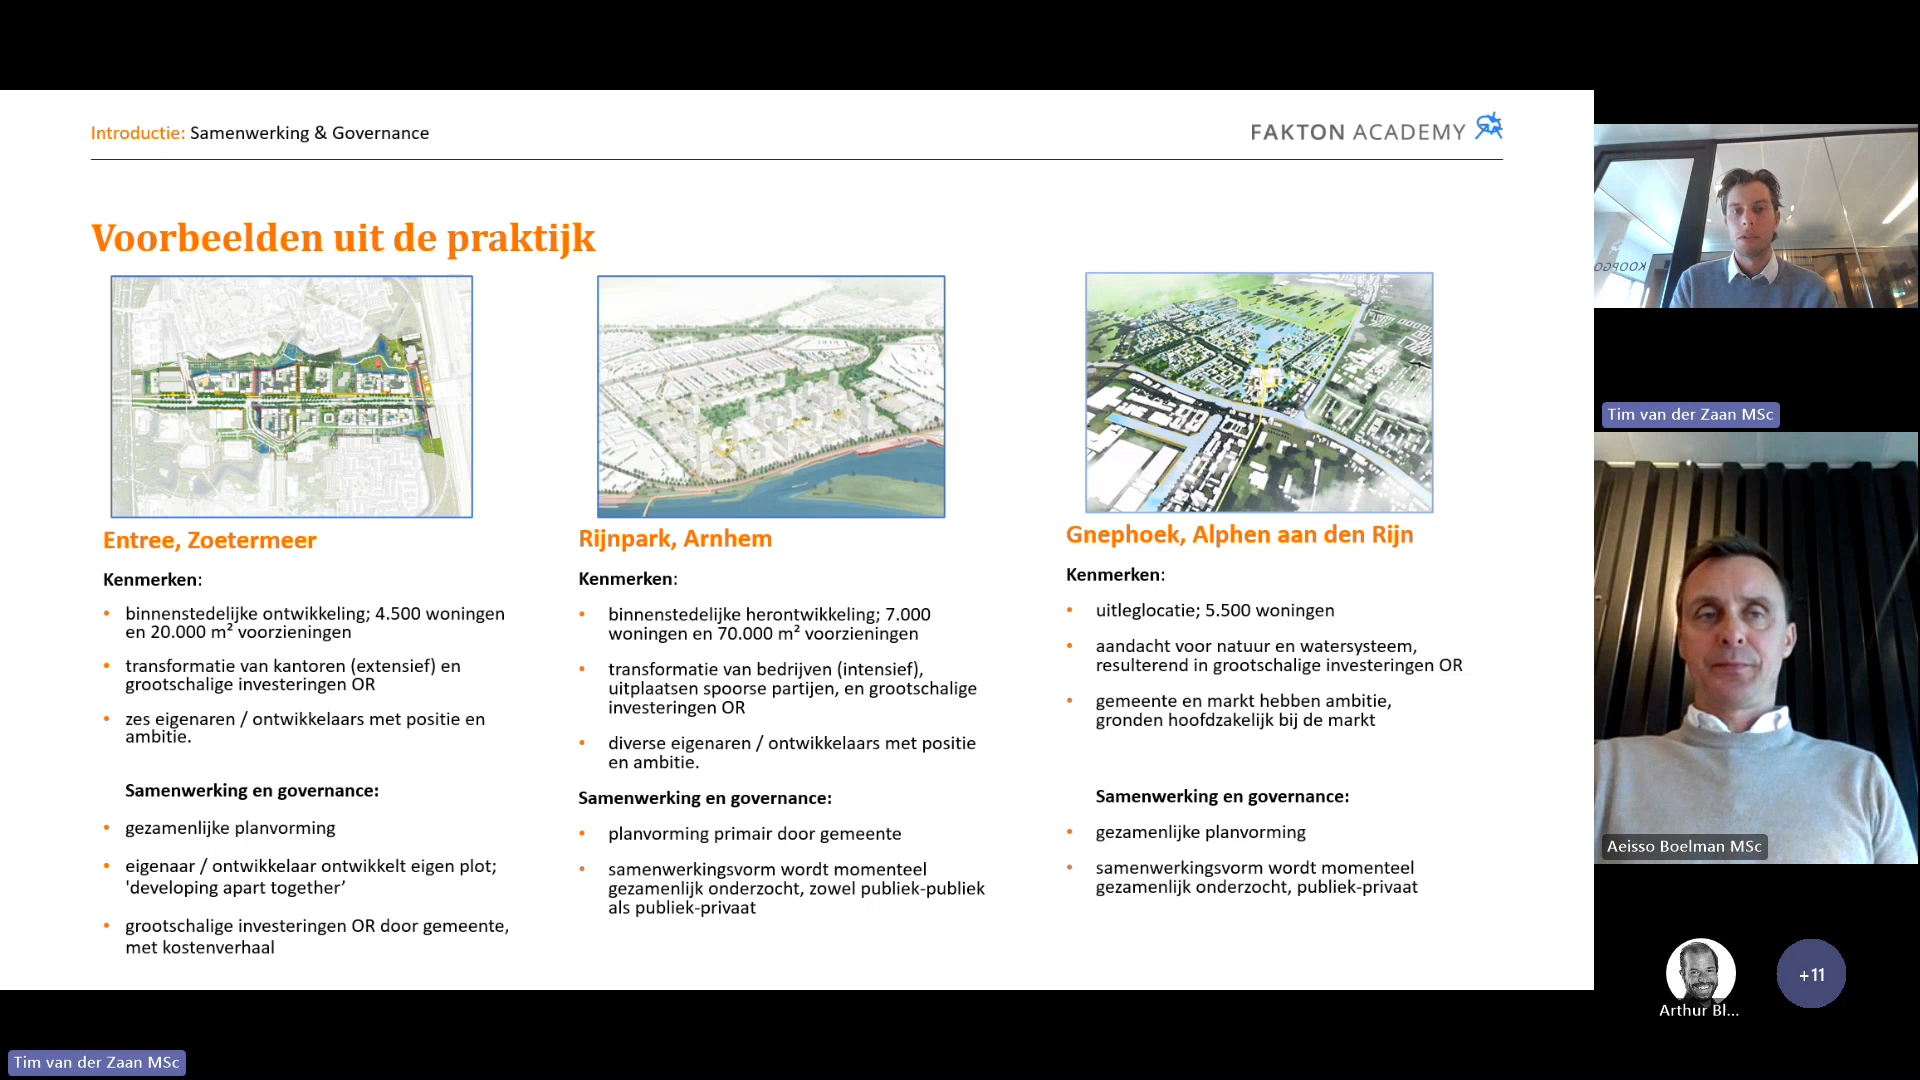 Introductie: Samenwerking & Governance
FAKTON ACADEMY
Voorbeelden uit de praktijk
Entree, Zoetermeer
Kenmerken:
• binnenstedelijke ontwikkeling; 4.500 woningen
en 20.000 m² voorzieningen
• transformatie van kantoren (extensief) en
grootschalige investeringen OR
• zes eigenaren / ontwikkelaars met positie en
ambitie.
Samenwerking en governance:
• gezamenlijke planvorming
• eigenaar / ontwikkelaar ontwikkelt eigen plot;
'developing apart together’
• grootschalige investeringen OR door gemeente,
met kostenverhaal
Rijnpark, Arnhem
Kenmerken:
• binnenstedelijke herontwikkeling; 7.000
woningen en 70.000 m² voorzieningen
• transformatie van bedrijven (intensief),
uitplaatsen spoorse partijen, en grootschalige
investeringen OR
• diverse eigenaren / ontwikkelaars met positie
en ambitie.
Samenwerking en governance:
• planvorming primair door gemeente
• samenwerkingsvorm wordt momenteel
gezamenlijk onderzocht, zowel publiek-publiek
als publiek-privaat
Gnephoek, Alphen aan den Rijn
Kenmerken:
• uitleglocatie; 5.500 woningen
• aandacht voor natuur en watersysteem,
resulterend in grootschalige investeringen OR
• gemeente en markt hebben ambitie,
gronden hoofdzakelijk bij de markt
Samenwerking en governance:
• gezamenlijke planvorming
• samenwerkingsvorm wordt momenteel
gezamenlijk onderzocht, publiek-privaat
Tim van der Zaan MSc
Aeisso Boelman MSc
Arthur Bl...
+11
Tim van der Zaan MSc